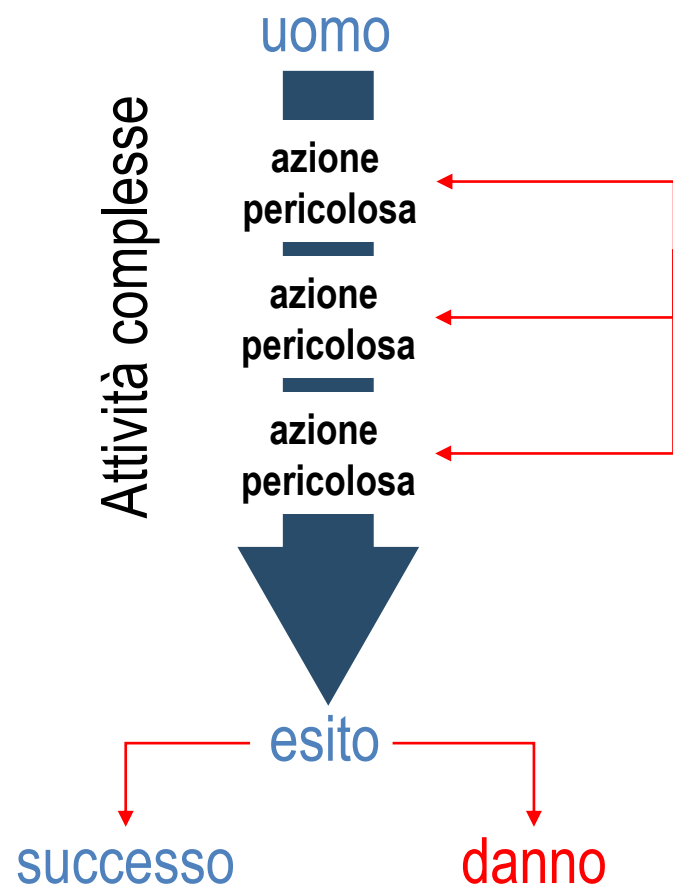 uomo
Attività complesse
azione
pericolosa
azione
pericolosa
azione
pericolosa
esito
successo
danno